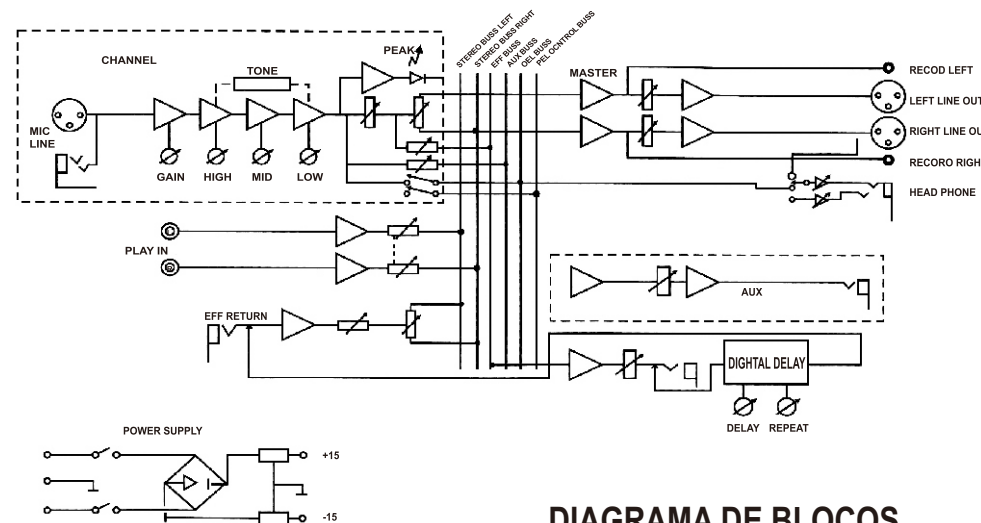 STEREO BUSS LEFT
STEREO BUSS RIGHT
EFF BUSS
AUX BUSS
OEL BUSS
PEL OCNTROL BUSS
CHANNEL
PEAK
TONE
MIC
LINE
GAIN
HIGH
MID
LOW
MASTER
RECOD LEFT
LEFT LINE OUT
RIGHT LINE OU
RECORO RIGH
HEAD PHONE
PLAY IN
AUX
EFF RETURN
DIGHTAL DELAY
DELAY
REPEAT
POWER SUPPLY
+15
-15
DIAGRAMA DE BLOCOS